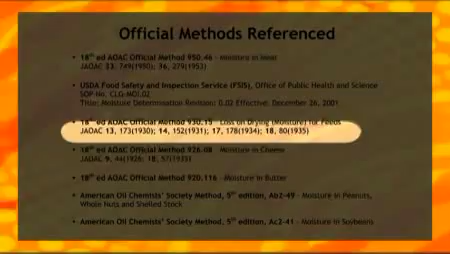 Official Methods Referenced
• 18th ed AOAC Official Method 950.46 - Moisture in Meat
JAOAC 33, 749(1950); 36, 279(1953)
• USDA Food Safety and Inspection Service (FSIS), Office of Public Health and Science
SOP No. CLG-MOI.02
Title: Moisture Determination Revision: 0.02 Effective: December 26, 2001
• 18th ed AOAC Official Method 930.15 - Loss on Drying (Moisture) for Feeds
JAOAC 13, 173(1930); 14, 152(1931); 17, 178(1934); 18, 80(1935)
• 18th ed AOAC Official Method 926.08 - Moisture in Cheese
JAOAC 9, 44(1926; 18, 57(1935)
• 18th ed AOAC Official Method 920.116 - Moisture in Butter
• American Oil Chemists' Society Method, 5th edition, Ab2-49 - Moisture in Peanuts,
Whole Nuts and Shelled Stock
• American Oil Chemists' Society Method, 5th edition, Ac2-41 - Moisture in Soybeans